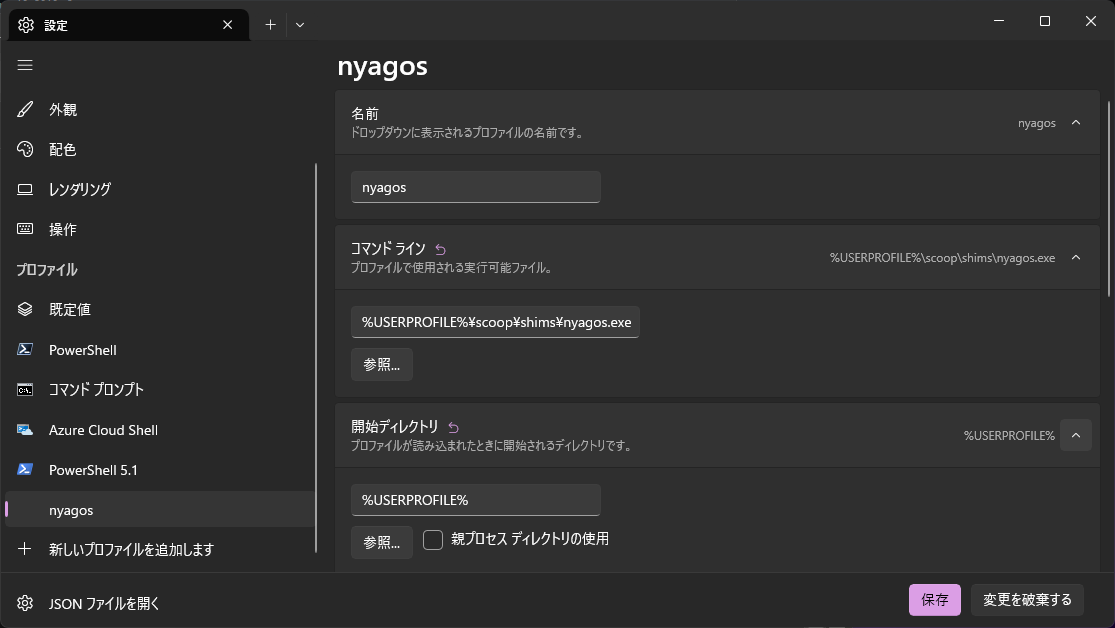 設定
外観
配色
レンダリング
操作
プロファイル
既定値
PowerShell
コマンド プロンプト
Azure Cloud Shell
PowerShell 5.1
nyagos
新しいプロファイルを追加します
JSON ファイルを開く
nyagos
名前
ドロップダウンに表示されるプロファイルの名前です。
nyagos
nyagos
コマンド ライン
プロファイルで使用される実行可能ファイル。
%USERPROFILE%\scoop\shims\nyagos.exe
%USERPROFILE%¥scoop¥shims¥nyagos.exe
参照...
開始ディレクトリ
プロファイルが読み込まれたときに開始されるディレクトリです。
%USERPROFILE%
%USERPROFILE%
参照...
親プロセス ディレクトリの使用
保存
変更を破棄する